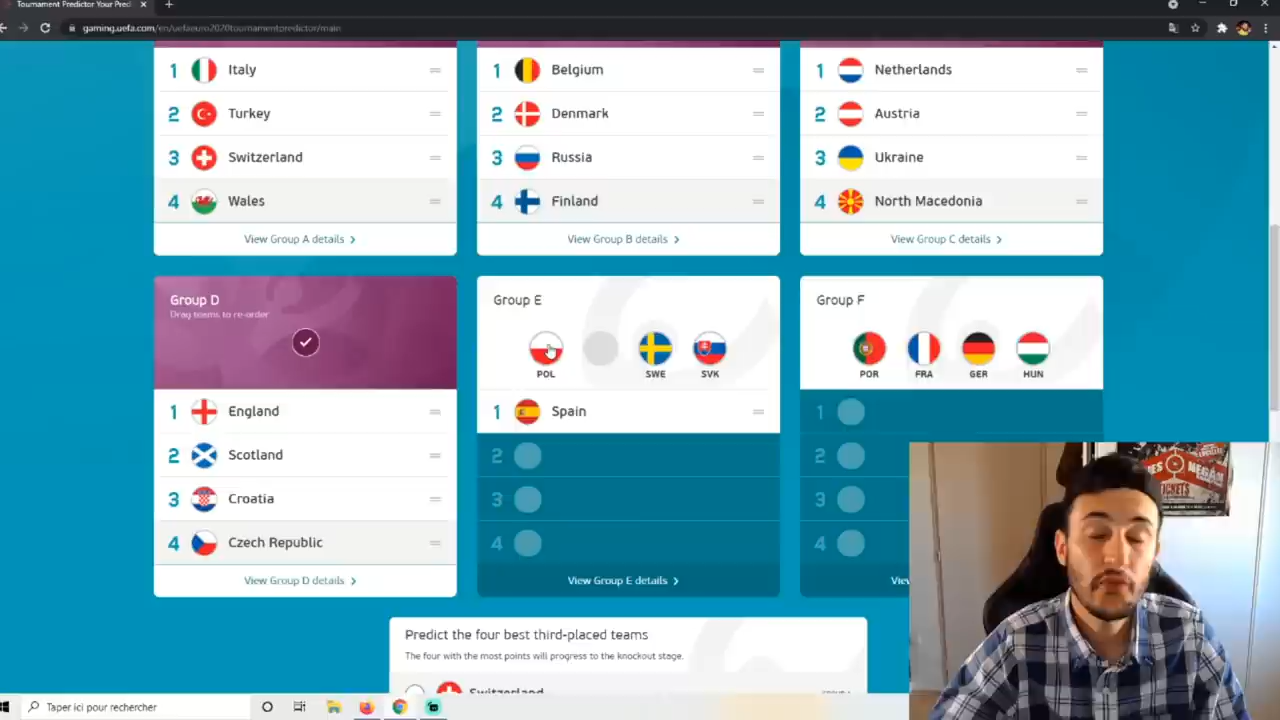 Tournament Predictor Your Pred
gaming.uefa.com/en/uefaeuro2020tournamentpredictor/main
1 Italy
2 Turkey
3 Switzerland
4 Wales
View Group A details
1 Belgium
2 Denmark
3 Russia
4 Finland
View Group B details
1 Netherlands
2 Austria
3 Ukraine
4 North Macedonia
View Group C details
Group D
Drag teams to re-order
1 England
2 Scotland
3 Croatia
4 Czech Republic
View Group D details
Group E
POL SWE SVK
1 Spain
2
3
4
View Group E details
Group F
POR FRA GER HUN
1
2
3
4
Predict the four best third-placed teams
The four with the most points will progress to the knockout stage.
Switzerland
NEGAN
TICKETS
Taper ici pour rechercher